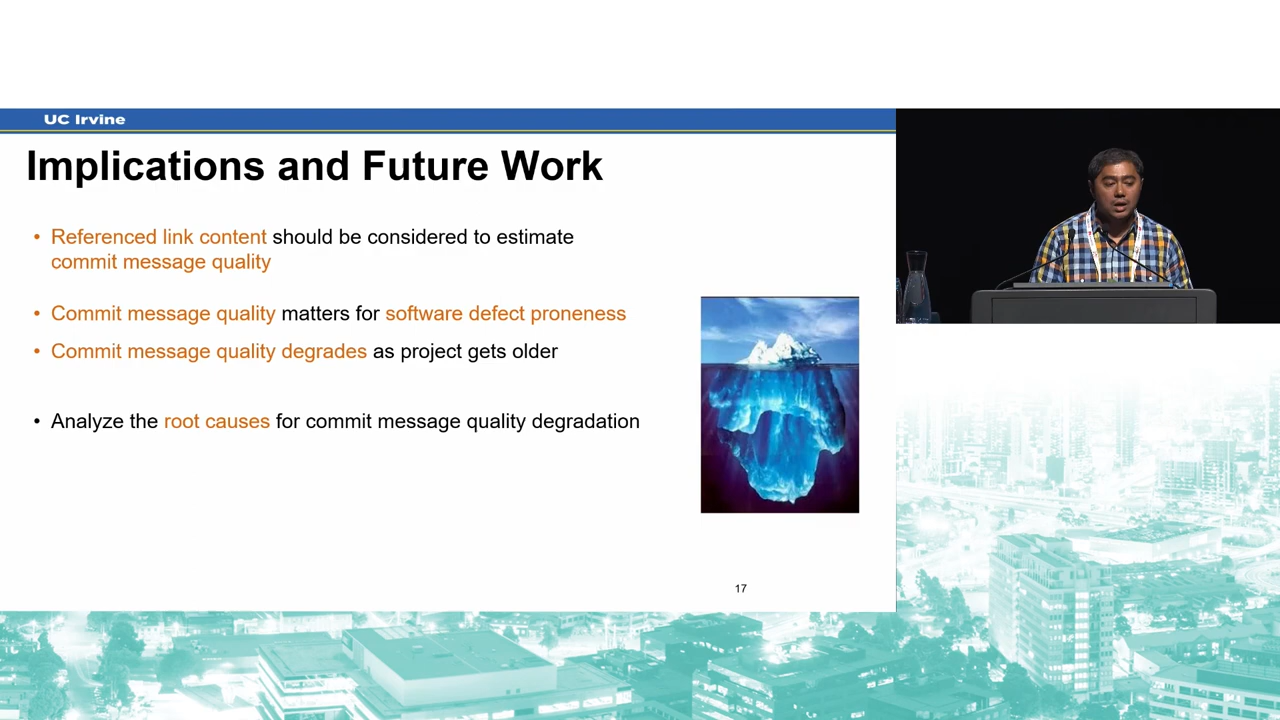 UC Irvine
Implications and Future Work
• Referenced link content should be considered to estimate
commit message quality
• Commit message quality matters for software defect proneness
• Commit message quality degrades as project gets older
• Analyze the root causes for commit message quality degradation
17